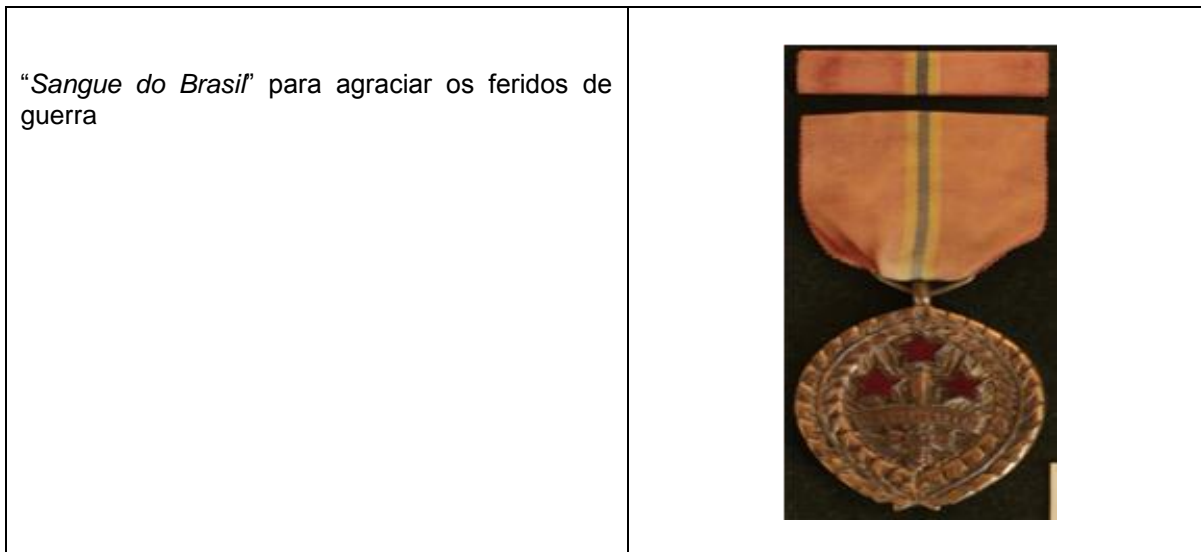 “Sangue do Brasil” para agraciar os feridos de
guerra